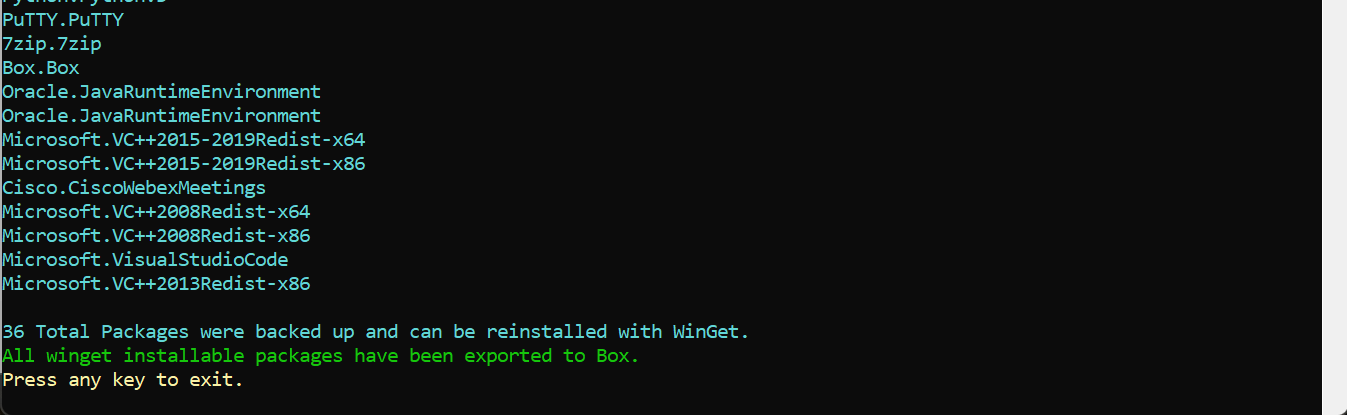 PuTTY.PuTTY
7zip.7zip
Box.Box
Oracle.JavaRuntimeEnvironment
Oracle.JavaRuntimeEnvironment
Microsoft.VC++2015-2019Redist-x64
Microsoft.VC++2015-2019Redist-x86
Cisco.CiscoWebexMeetings
Microsoft.VC++2008Redist-x64
Microsoft.VC++2008Redist-x86
Microsoft.VisualStudioCode
Microsoft.VC++2013Redist-x86
36 Total Packages were backed up and can be reinstalled with WinGet.
All winget installable packages have been exported to Box.
Press any key to exit.